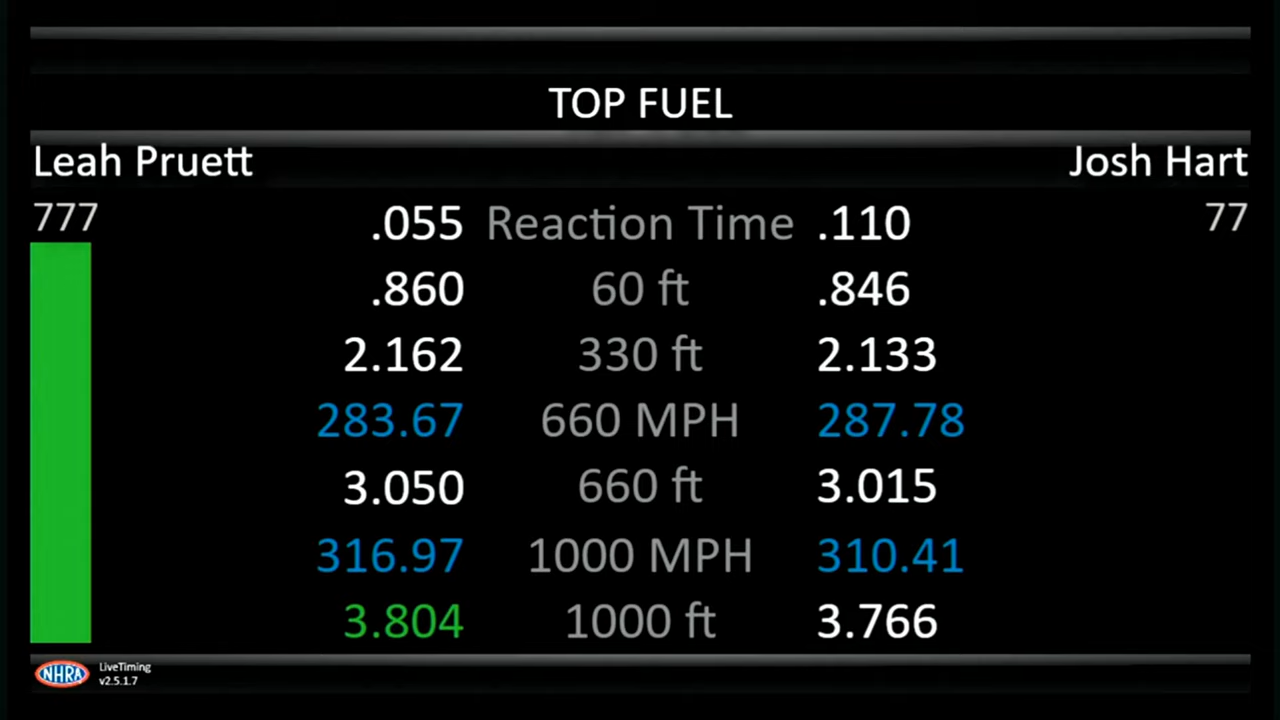 TOP FUEL
Leah Pruett Josh Hart
777 .055 Reaction Time .110 77
.860 60 ft .846
2.162 330 ft 2.133
283.67 660 MPH 287.78
3.050 660 ft 3.015
316.97 1000 MPH 310.41
3.804 1000 ft 3.766
NHRA LiveTiming
v2.5.1.7